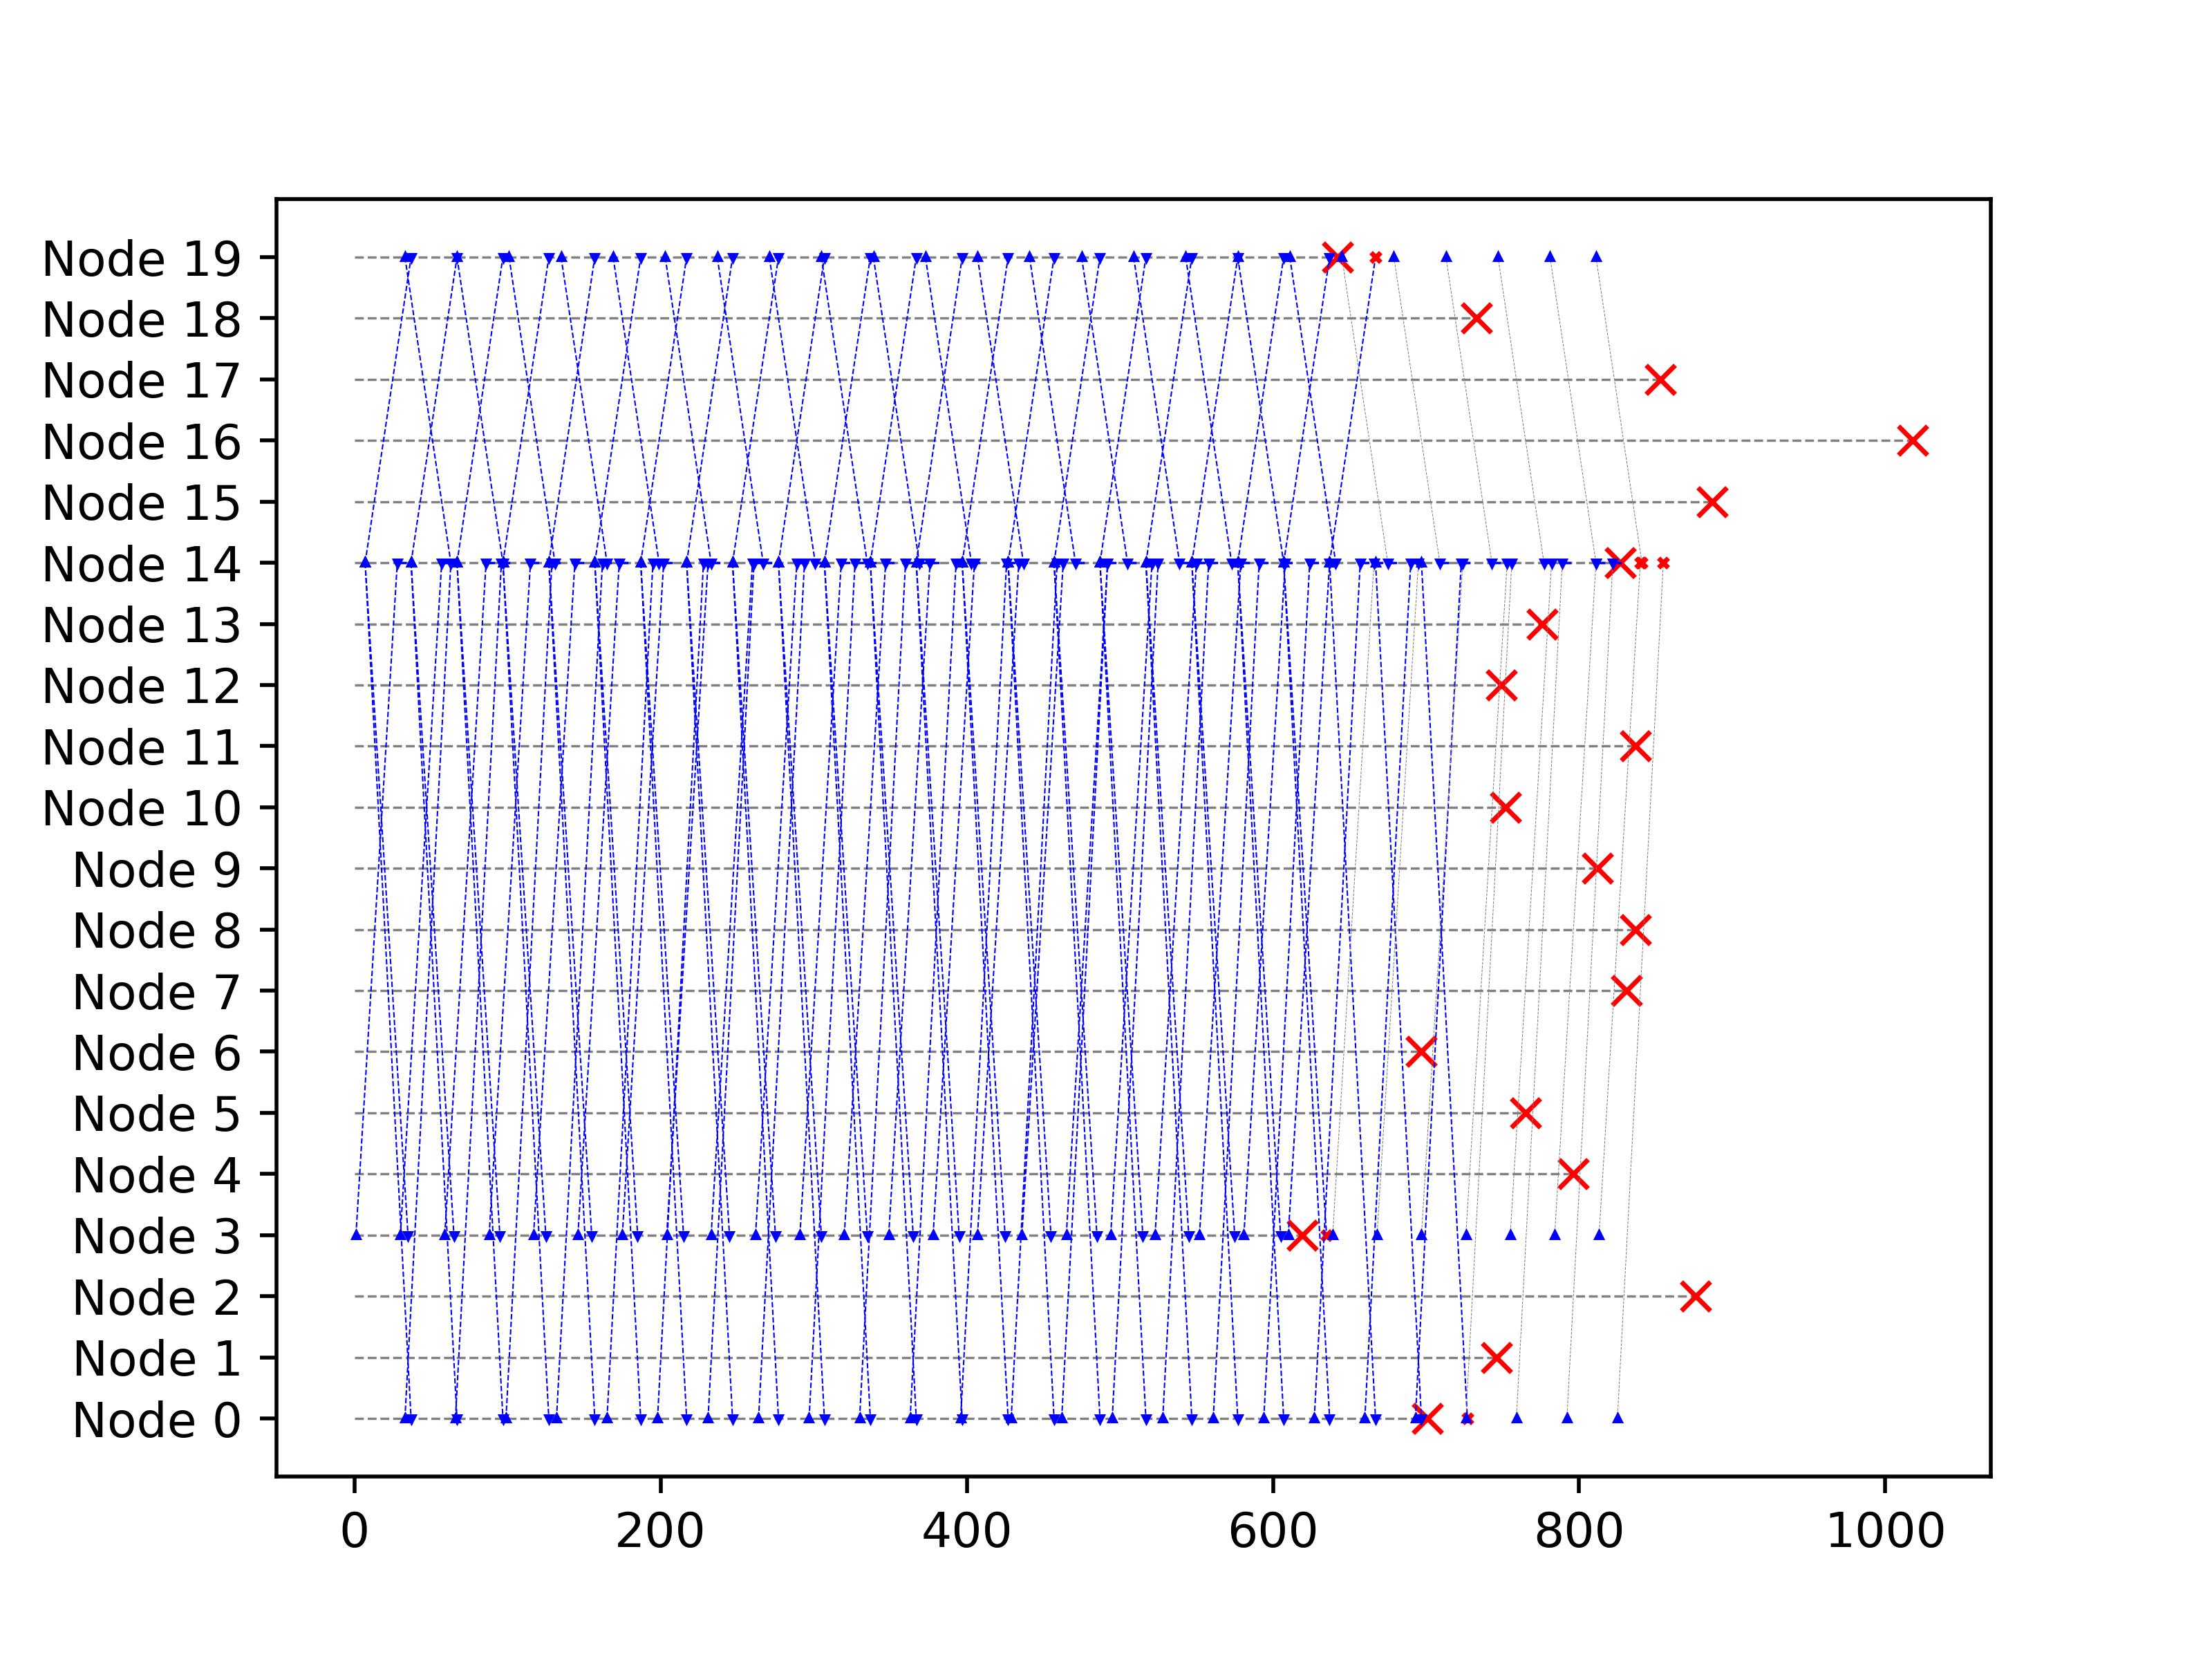 Node 19
Node 18
Node 17
Node 16
Node 15
Node 14
Node 13
Node 12
Node 11
Node 10
Node 9
Node 8
Node 7
Node 6
Node 5
Node 4
Node 3
Node 2
Node 1
Node 0
0 200 400 600 800 1000